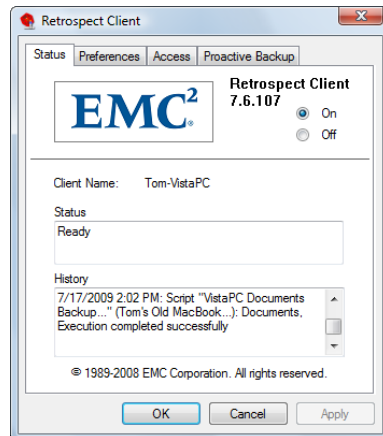 Retrospect Client
Status Preferences Access Proactive Backup
EMC²
Retrospect Client
7.6.107
On
Off
Client Name: Tom-VistaPC
Status
Ready
History
7/17/2009 2:02 PM: Script "VistaPC Documents
Backup..." (Tom's Old MacBook...): Documents,
Execution completed successfully
© 1989-2008 EMC Corporation. All rights reserved.
OK Cancel Apply